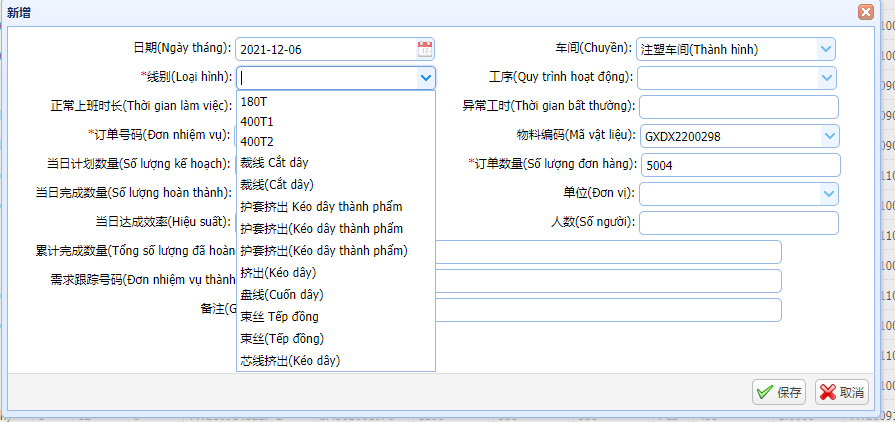 新增
日期(Ngày tháng): 2021-12-06 车间(Chuyền): 注塑车间(Thành hình)
*线别(Loại hình): 工序(Quy trình hoạt động):
正常上班时长(Thời gian làm việc): 异常工时(Thời gian bất thường):
*订单号码(Đơn nhiệm vụ): 物料编码(Mã vật liệu): GXDX2200298
当日计划数量(Số lượng kế hoạch): *订单数量(Số lượng đơn hàng): 5004
当日完成数量(Số lượng hoàn thành): 单位(Đơn vị):
当日达成效率(Hiệu suất): 人数(Số người):
累计完成数量(Tổng số lượng đã hoàn
需求跟踪号码(Đơn nhiệm vụ thành
备注(G
180T
400T1
400T2
裁线 Cắt dây
裁线(Cắt dây)
护套挤出 Kéo dây thành phẩm
护套挤出(Kéo dây thành phẩm
护套挤出(Kéo dây thành phẩm)
挤出(Kéo dây)
盘线(Cuốn dây)
束丝 Tếp đồng
束丝(Tếp đồng)
芯线挤出(Kéo dây)
保存 取消